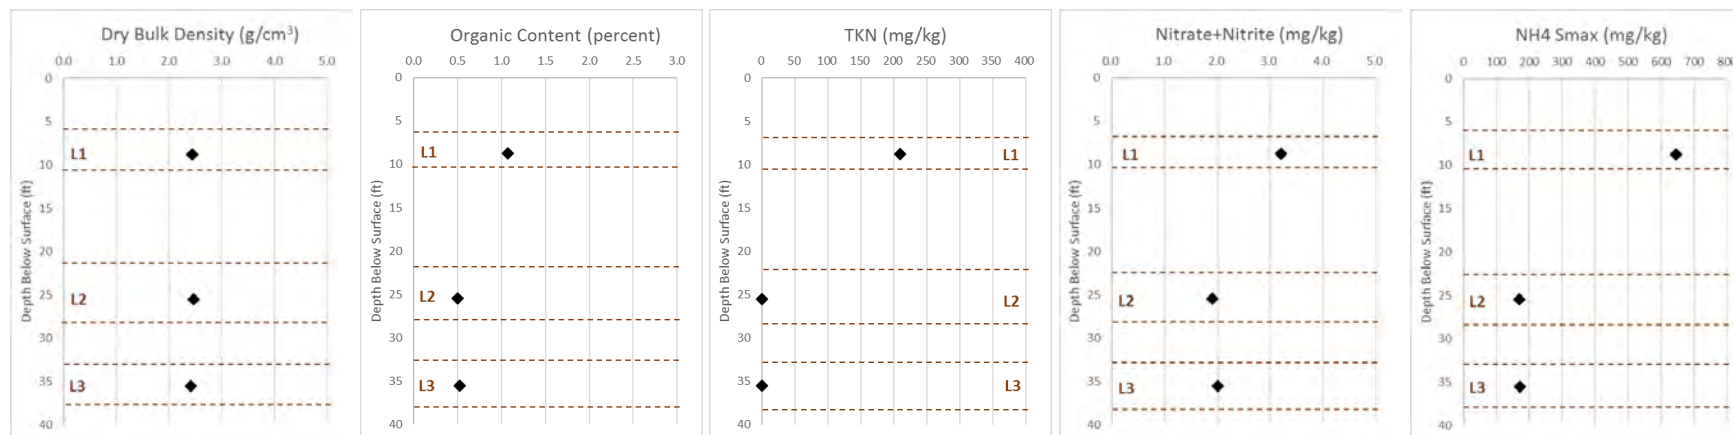 Dry Bulk Density (g/cm³)
0.0 1.0 2.0 3.0 4.0 5.0
0
5
10
15
20
25
30
35
40
Depth Below Surface (ft)
L1
L2
L3
Organic Content (percent)
0.0 0.5 1.0 1.5 2.0 2.5 3.0
0
5
10
15
20
25
30
35
40
Depth Below Surface (ft)
L1
L2
L3
TKN (mg/kg)
0 50 100 150 200 250 300 350 400
0
5
10
15
20
25
30
35
40
Depth Below Surface (ft)
L1
L2
L3
Nitrate+Nitrite (mg/kg)
0.0 1.0 2.0 3.0 4.0 5.0
0
5
10
15
20
25
30
35
40
Depth Below Surface (ft)
L1
L2
L3
NH4 Smax (mg/kg)
0 100 200 300 400 500 600 700 800
0
5
10
15
20
25
30
35
40
Depth Below Surface (ft)
L1
L2
L3